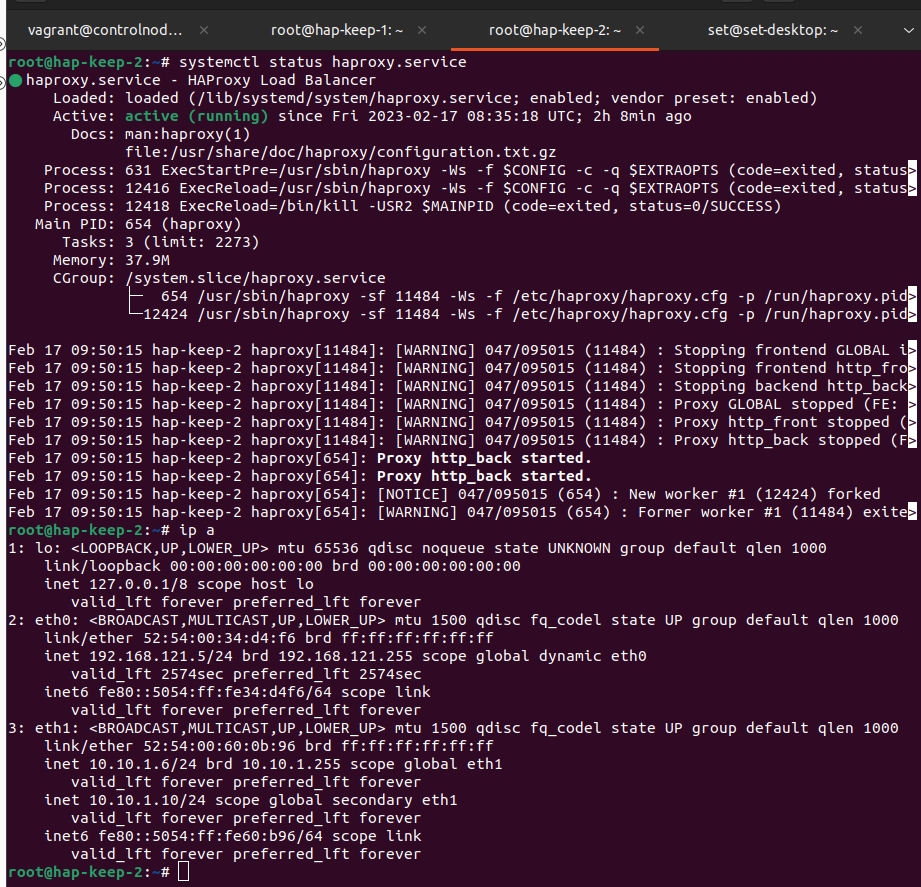 vagrant@controlnod... × root@hap-keep-1: ~ × root@hap-keep-2: ~ × set@set-desktop: ~ ×
root@hap-keep-2:~# systemctl status haproxy.service
● haproxy.service - HAProxy Load Balancer
Loaded: loaded (/lib/systemd/system/haproxy.service; enabled; vendor preset: enabled)
Active: active (running) since Fri 2023-02-17 08:35:18 UTC; 2h 8min ago
Docs: man:haproxy(1)
file:/usr/share/doc/haproxy/configuration.txt.gz
Process: 631 ExecStartPre=/usr/sbin/haproxy -Ws -f $CONFIG -c -q $EXTRAOPTS (code=exited, status>
Process: 12416 ExecReload=/usr/sbin/haproxy -Ws -f $CONFIG -c -q $EXTRAOPTS (code=exited, status>
Process: 12418 ExecReload=/bin/kill -USR2 $MAINPID (code=exited, status=0/SUCCESS)
Main PID: 654 (haproxy)
Tasks: 3 (limit: 2273)
Memory: 37.9M
CGroup: /system.slice/haproxy.service
├─ 654 /usr/sbin/haproxy -sf 11484 -Ws -f /etc/haproxy/haproxy.cfg -p /run/haproxy.pid>
└─12424 /usr/sbin/haproxy -sf 11484 -Ws -f /etc/haproxy/haproxy.cfg -p /run/haproxy.pid>
Feb 17 09:50:15 hap-keep-2 haproxy[11484]: [WARNING] 047/095015 (11484) : Stopping frontend GLOBAL i>
Feb 17 09:50:15 hap-keep-2 haproxy[11484]: [WARNING] 047/095015 (11484) : Stopping frontend http_fro>
Feb 17 09:50:15 hap-keep-2 haproxy[11484]: [WARNING] 047/095015 (11484) : Stopping backend http_back>
Feb 17 09:50:15 hap-keep-2 haproxy[11484]: [WARNING] 047/095015 (11484) : Proxy GLOBAL stopped (FE: >
Feb 17 09:50:15 hap-keep-2 haproxy[11484]: [WARNING] 047/095015 (11484) : Proxy http_front stopped (>
Feb 17 09:50:15 hap-keep-2 haproxy[11484]: [WARNING] 047/095015 (11484) : Proxy http_back stopped (F>
Feb 17 09:50:15 hap-keep-2 haproxy[654]: Proxy http_back started.
Feb 17 09:50:15 hap-keep-2 haproxy[654]: Proxy http_back started.
Feb 17 09:50:15 hap-keep-2 haproxy[654]: [NOTICE] 047/095015 (654) : New worker #1 (12424) forked
Feb 17 09:50:15 hap-keep-2 haproxy[654]: [WARNING] 047/095015 (654) : Former worker #1 (11484) exite>
root@hap-keep-2:~# ip a
1: lo: <LOOPBACK,UP,LOWER_UP> mtu 65536 qdisc noqueue state UNKNOWN group default qlen 1000
link/loopback 00:00:00:00:00:00 brd 00:00:00:00:00:00
inet 127.0.0.1/8 scope host lo
valid_lft forever preferred_lft forever
2: eth0: <BROADCAST,MULTICAST,UP,LOWER_UP> mtu 1500 qdisc fq_codel state UP group default qlen 1000
link/ether 52:54:00:34:d4:f6 brd ff:ff:ff:ff:ff:ff
inet 192.168.121.5/24 brd 192.168.121.255 scope global dynamic eth0
valid_lft 2574sec preferred_lft 2574sec
inet6 fe80::5054:ff:fe34:d4f6/64 scope link
valid_lft forever preferred_lft forever
3: eth1: <BROADCAST,MULTICAST,UP,LOWER_UP> mtu 1500 qdisc fq_codel state UP group default qlen 1000
link/ether 52:54:00:60:0b:96 brd ff:ff:ff:ff:ff:ff
inet 10.10.1.6/24 brd 10.10.1.255 scope global eth1
valid_lft forever preferred_lft forever
inet 10.10.1.10/24 scope global secondary eth1
valid_lft forever preferred_lft forever
inet6 fe80::5054:ff:fe60:b96/64 scope link
valid_lft forever preferred_lft forever
root@hap-keep-2:~#